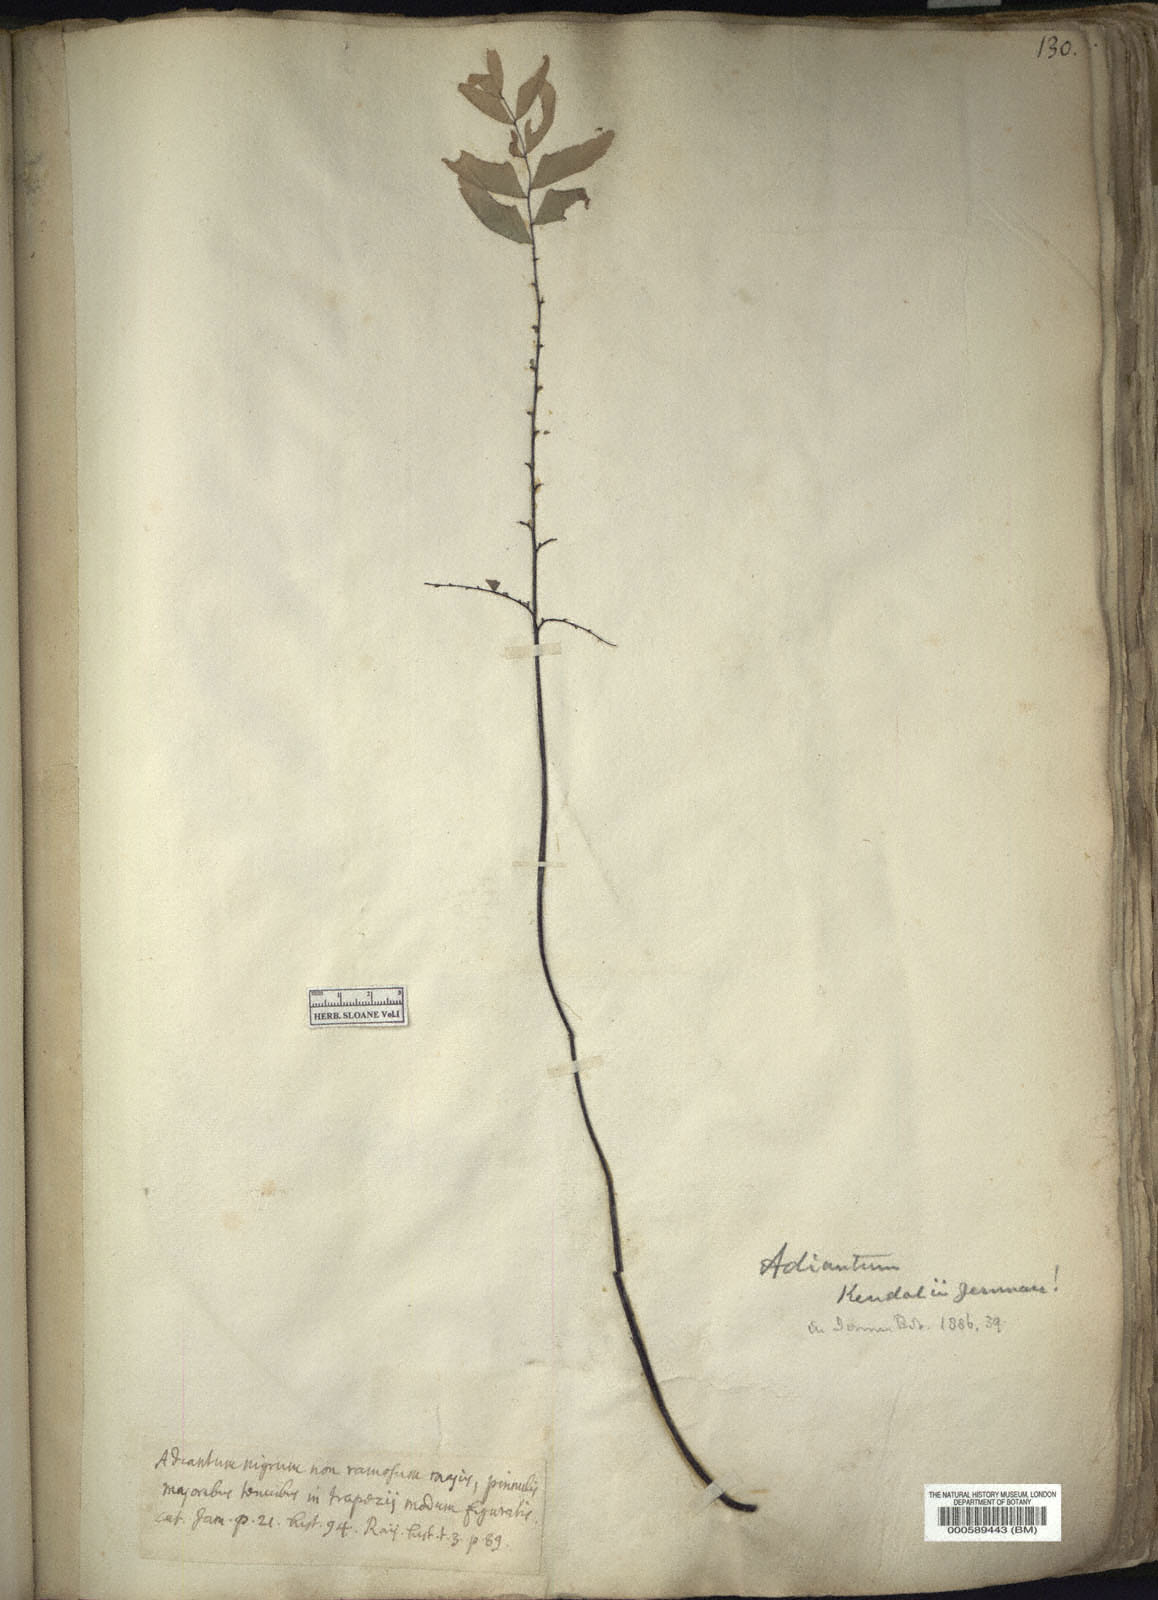 130.
1 2 3
HERB. SLOANE Vol.I
Adiantum
Kendalii Jenman!
Journ. Bot. 1886, 39.
Adiantum nigrum non ramosum majus, pinnulis
majoribus tenuibus in trapezij modum figuratis.
cat. Jam. p. 21. hist. 94. Raij. hist. t. 3. p. 89.
THE NATURAL HISTORY MUSEUM, LONDON
DEPARTMENT OF BOTANY
000589443 (BM)